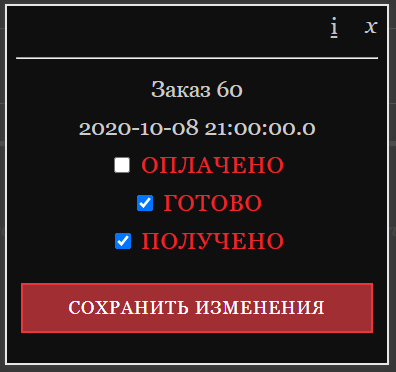 i x
Заказ 60
2020-10-08 21:00:00.0
ОПЛАЧЕНО
ГОТОВО
ПОЛУЧЕНО
СОХРАНИТЬ ИЗМЕНЕНИЯ